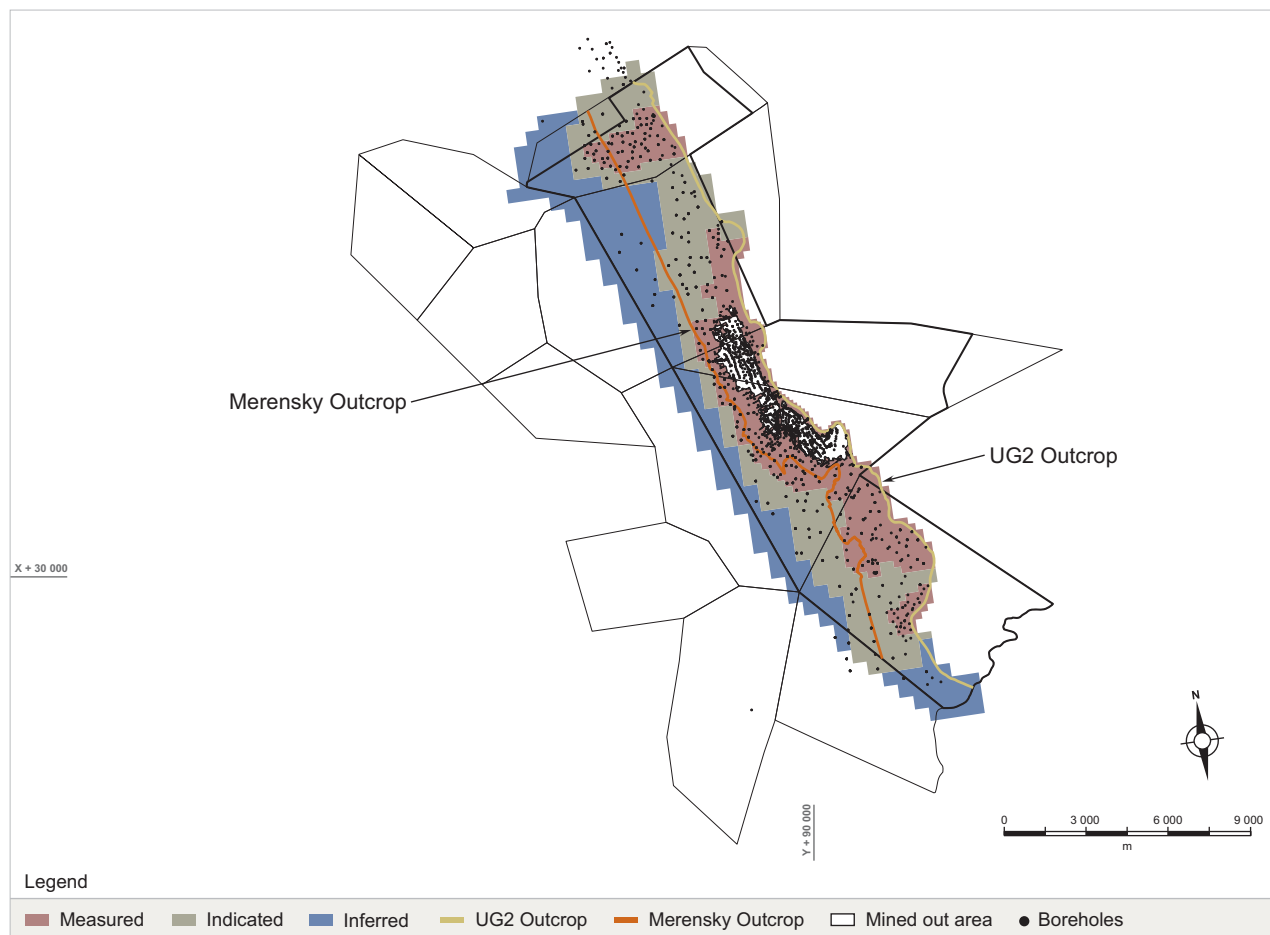 Merensky Outcrop
UG2 Outcrop
X + 30 000
Y + 90 000
N
0 3 000 6 000 9 000
m
Legend
Measured Indicated Inferred UG2 Outcrop Merensky Outcrop Mined out area Boreholes